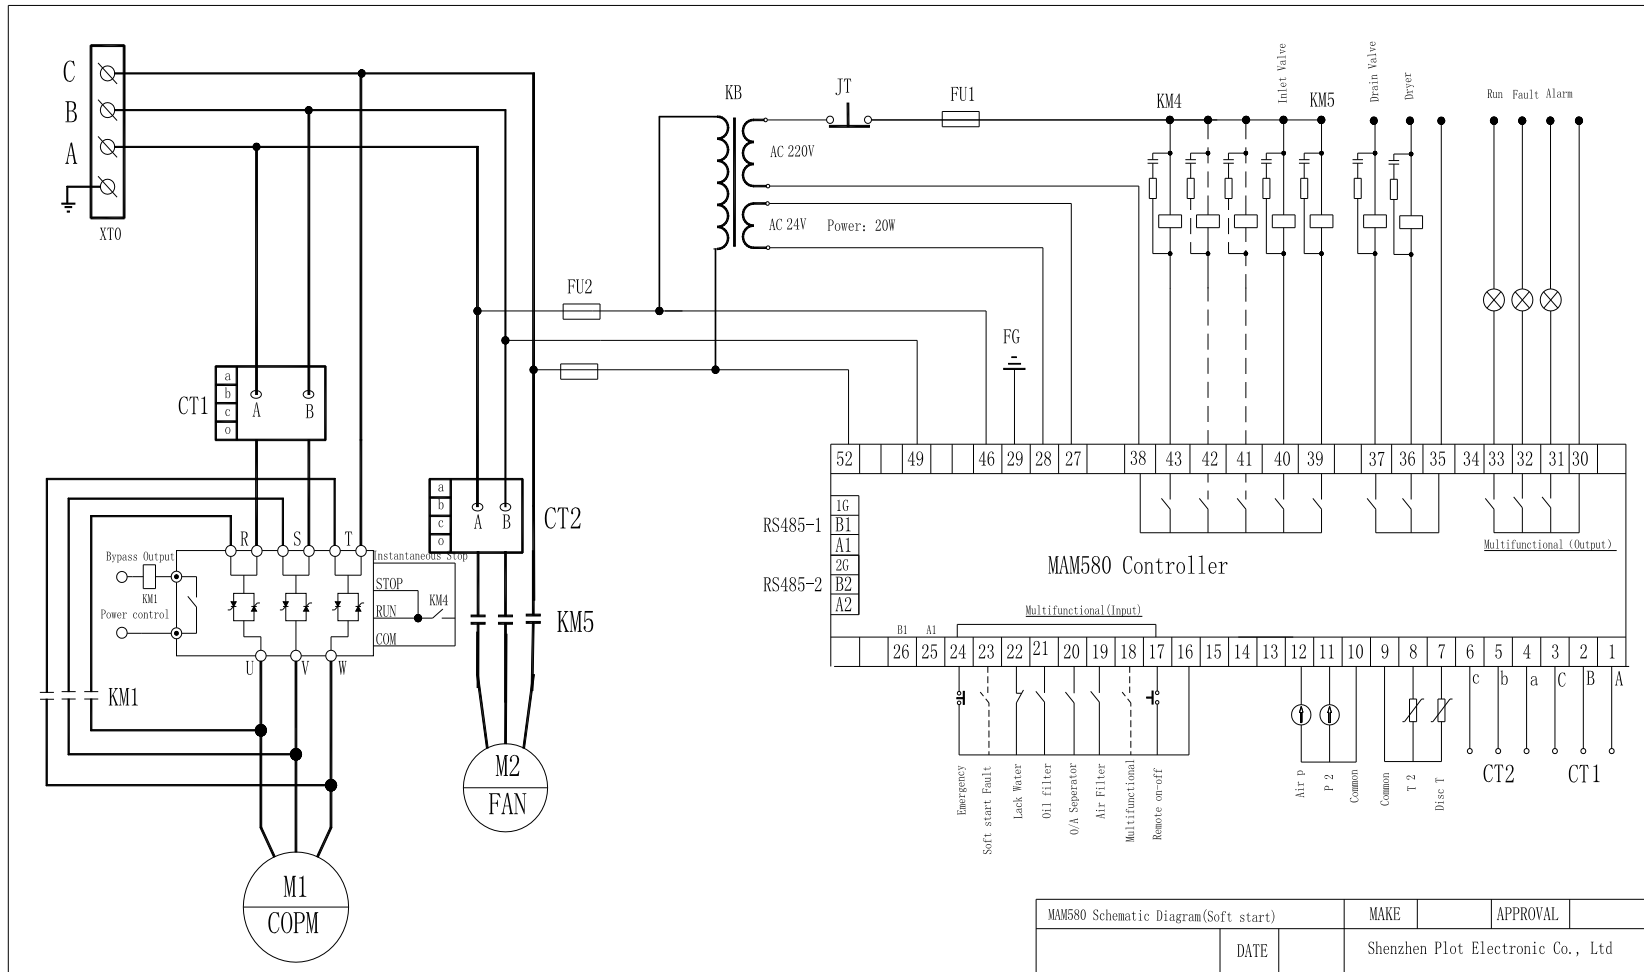 C
B
A
XT0
KB
JT
FU1
KM4
Inlet Valve
KM5
Drain Valve
Dryer
Run Fault Alarm
AC 220V
AC 24V Power: 20W
FU2
FG
CT1
a
b
c
o
A B
CT2
a
b
c
o
A B
52 49 46 29 28 27 38 43 42 41 40 39 37 36 35 34 33 32 31 30
RS485-1
1G
B1
A1
RS485-2
2G
B2
A2
MAM580 Controller
Multifunctional (Output)
Multifunctional(Input)
R S T
Bypass Output
KM1
Power control
Instantaneous Stop
STOP
RUN
COM
KM4
U V W
KM1
KM5
B1 A1
26 25 24 23 22 21 20 19 18 17 16 15 14 13 12 11 10 9 8 7 6 5 4 3 2 1
c b a C B A
CT2 CT1
Emergency
Soft start Fault
Lack Water
Oil filter
O/A Seperator
Air Filter
Multifunctional
Remote on-off
Air p
P 2
Common
Common
T 2
Disc T
M2
FAN
M1
COPM
MAM580 Schematic Diagram(Soft start) MAKE APPROVAL
DATE Shenzhen Plot Electronic Co., Ltd